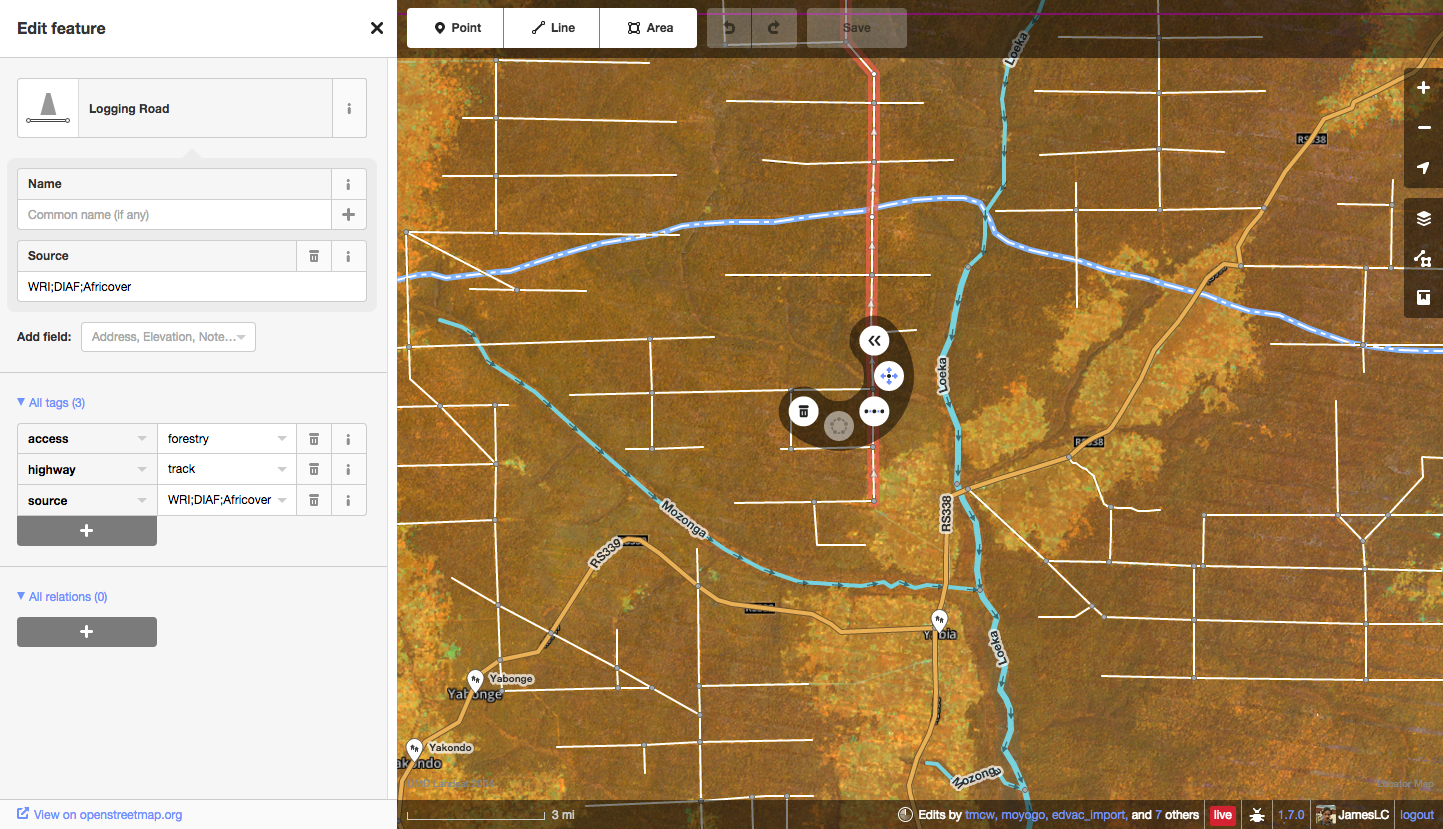 Edit feature
Logging Road
Name
Common name (if any)
Source
WRI;DIAF;Africover
Add field:
Address, Elevation, Note...
All tags (3)
access
forestry
highway
track
source
WRI;DIAF;Africover
All relations (0)
View on openstreetmap.org
Point
Line
Area
Save
Loeka
RS338
Loeka
RS338
RS338
Mozonga
RS339
Yabia
Loeka
Yabonge
Yabonge
Yakondo
Mozonga
Locator Map
3 mi
Edits by tmcw, moyogo, edvac_import, and 7 others
live
1.7.0
JamesLC
logout